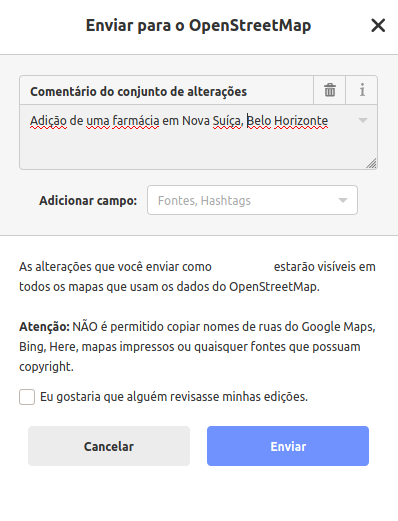 Enviar para o OpenStreetMap
Comentário do conjunto de alterações
Adição de uma farmácia em Nova Suíça, Belo Horizonte
Adicionar campo:
Fontes, Hashtags
As alterações que você enviar como estarão visíveis em
todos os mapas que usam os dados do OpenStreetMap.
Atenção: NÃO é permitido copiar nomes de ruas do Google Maps,
Bing, Here, mapas impressos ou quaisquer fontes que possuam
copyright.
Eu gostaria que alguém revisasse minhas edições.
Cancelar
Enviar